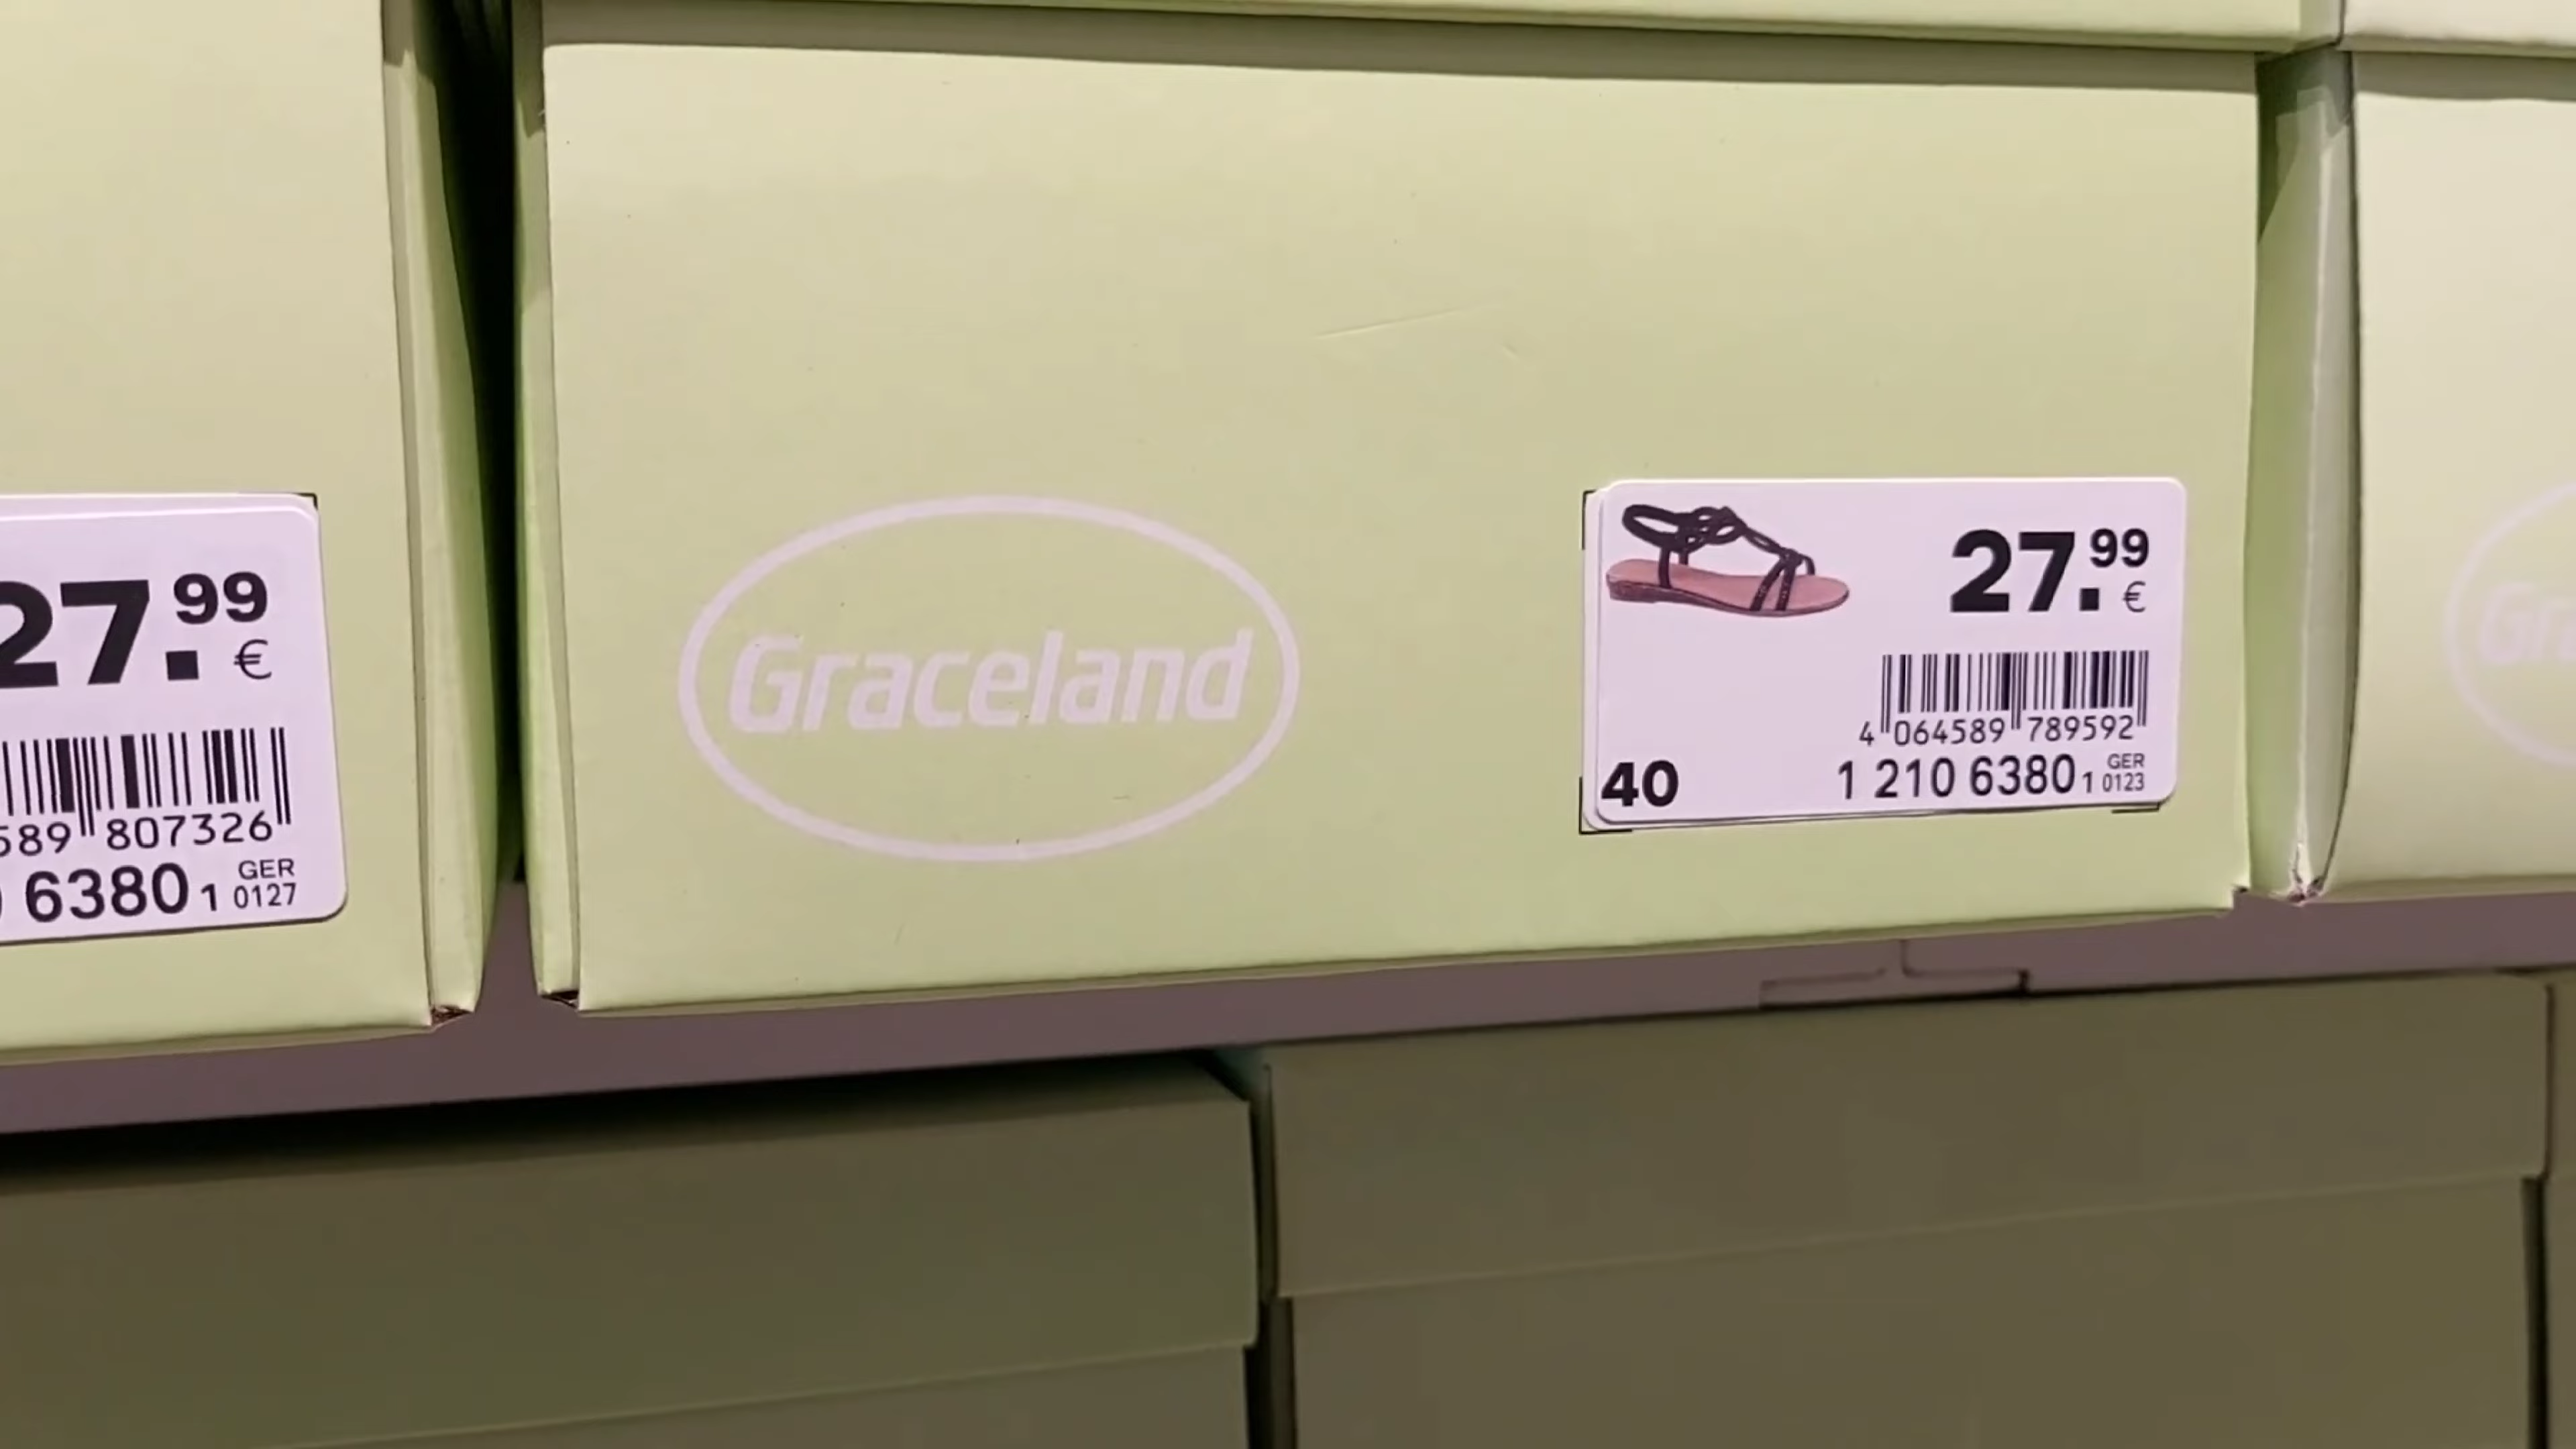 27.99 €
589 807326
6380 1 GER 0127
Graceland
27.99 €
4 064589 789592
40
1 210 6380 1 GER 0123
Gr